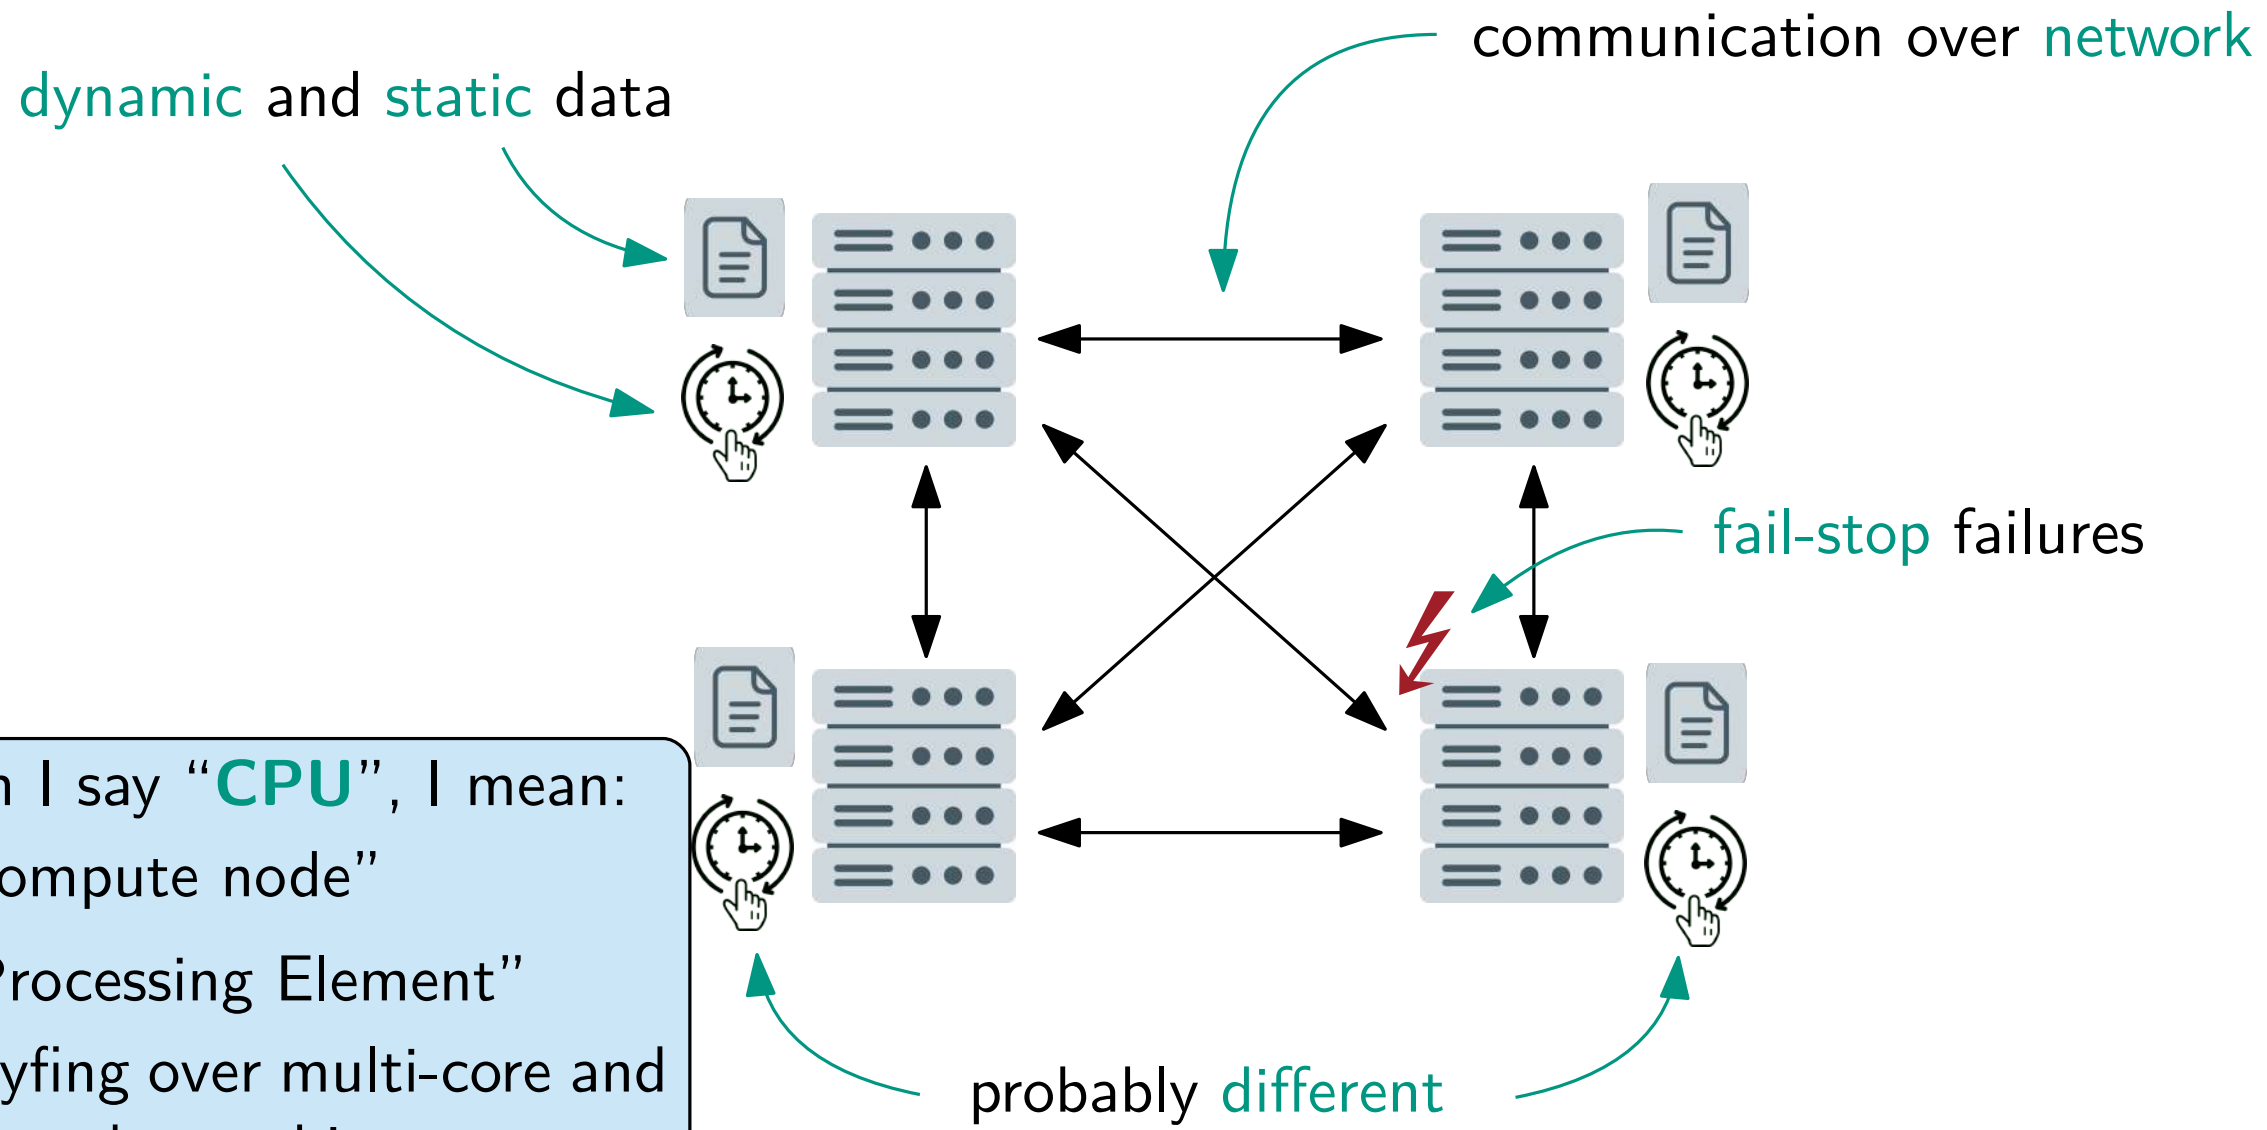 communication over network
dynamic and static data
fail-stop failures
I say “CPU”, I mean:
ompute node”
Processing Element”
yfing over multi-core and
probably different